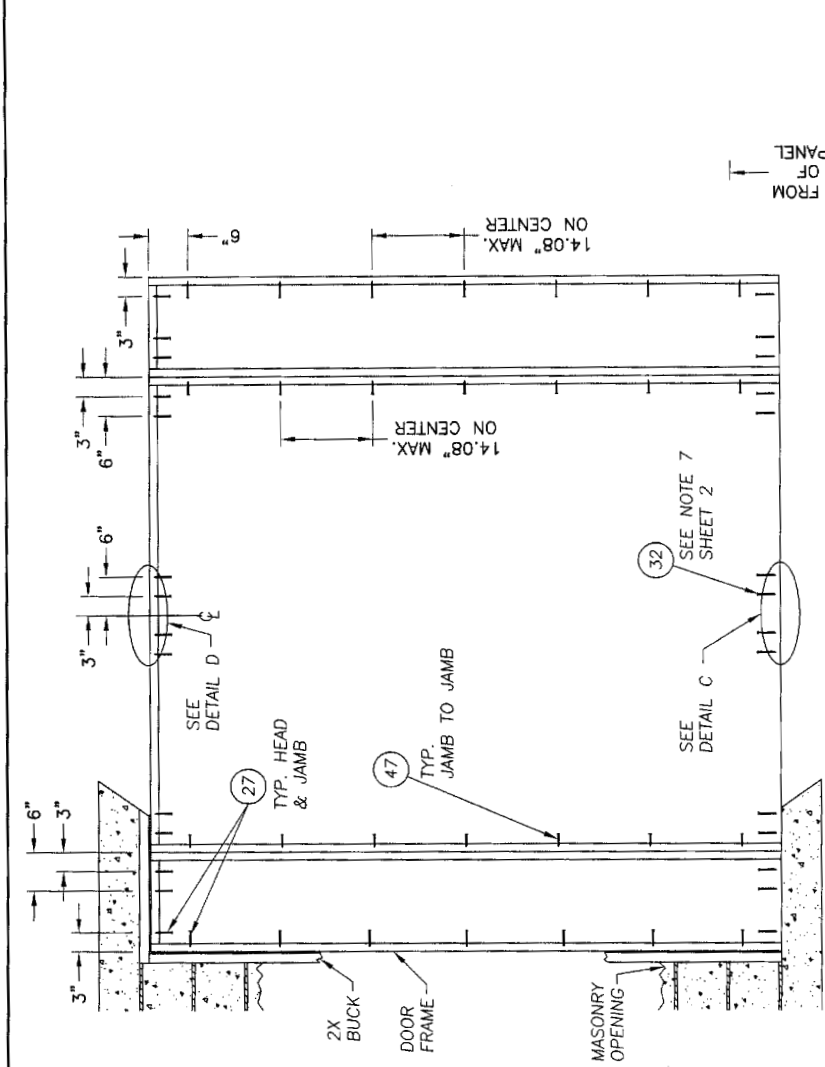 6"
3"
3"
3"
6"
6"
3"
3"
3"
6"
14.08" MAX.
ON CENTER
14.08" MAX.
ON CENTER
FROM
OF
PANEL
SEE
DETAIL D
℄
27
TYP. HEAD
& JAMB
47
TYP.
JAMB TO JAMB
32
SEE NOTE 7
SHEET 2
SEE
DETAIL C
2X
BUCK
DOOR
FRAME
MASONRY
OPENING